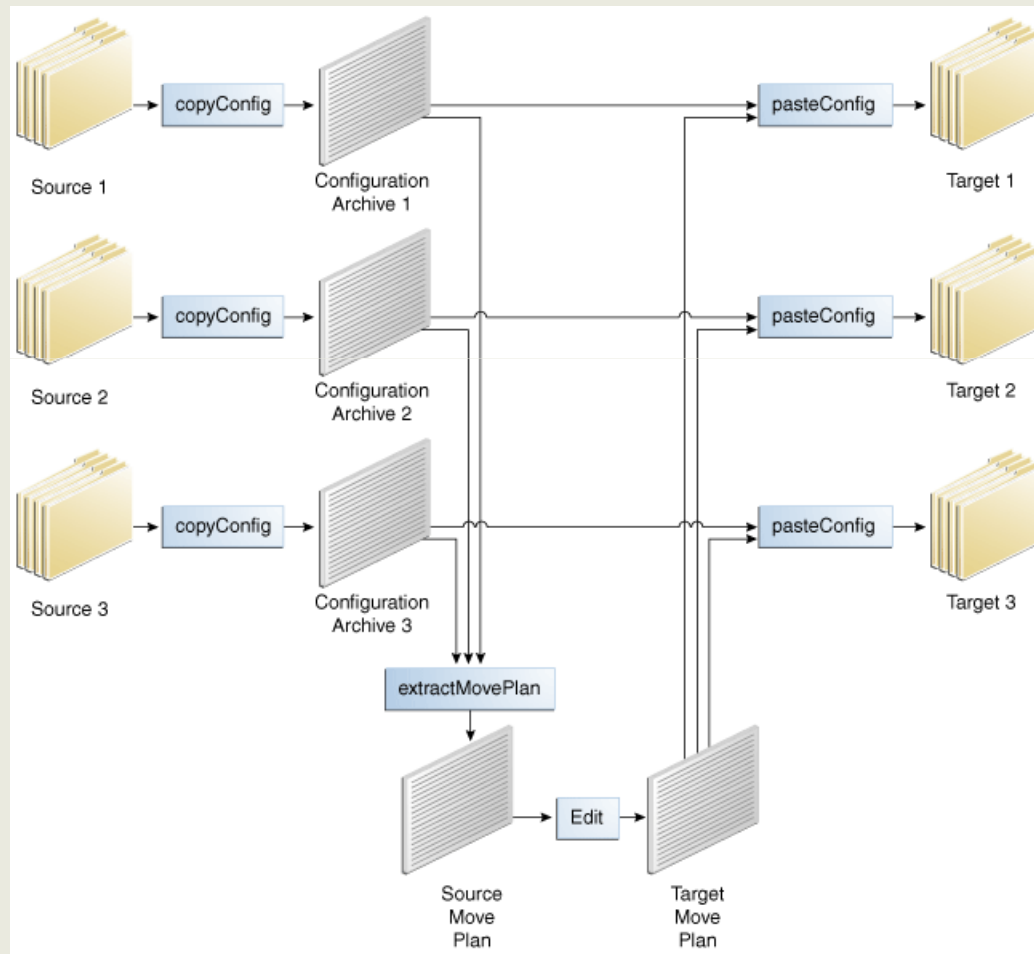 copyConfig
pasteConfig
Source 1
Configuration
Archive 1
Target 1
copyConfig
pasteConfig
Source 2
Configuration
Archive 2
Target 2
copyConfig
pasteConfig
Source 3
Configuration
Archive 3
Target 3
extractMovePlan
Edit
Source
Move
Plan
Target
Move
Plan